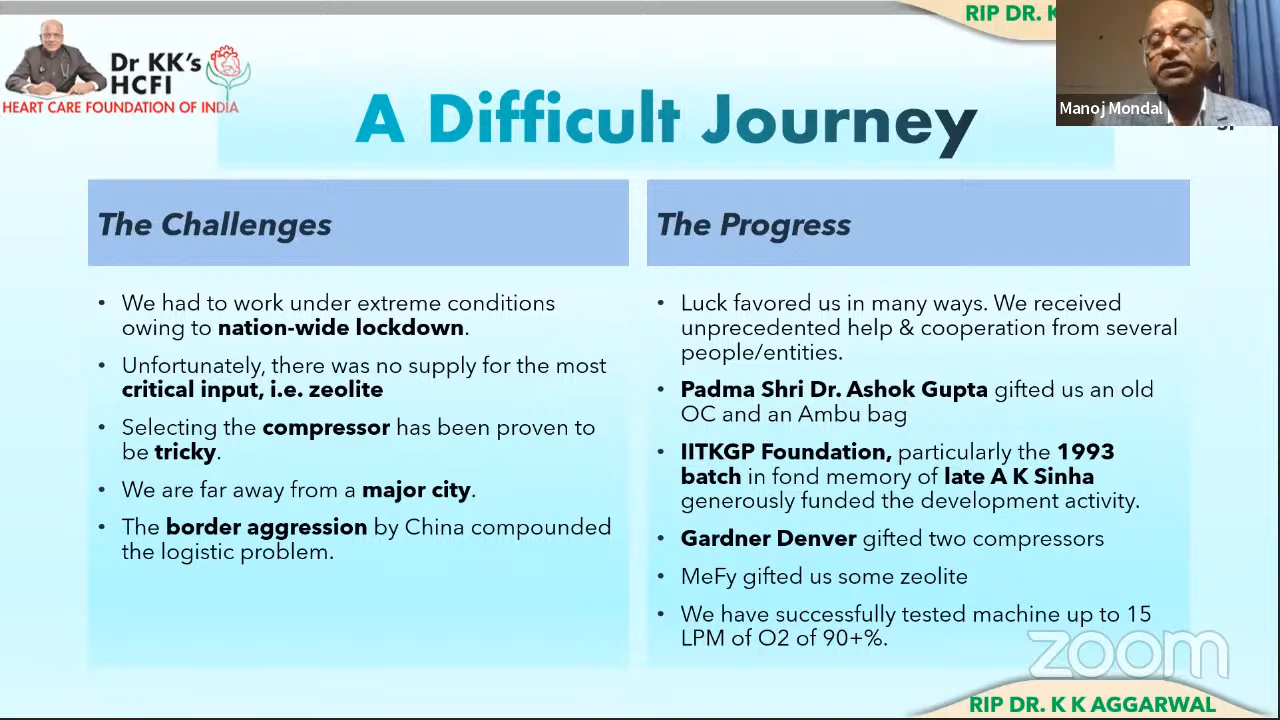 RIP DR. K
Dr KK's
HCFI
HEART CARE FOUNDATION OF INDIA
Manoj Mondal
A Difficult Journey
The Challenges
• We had to work under extreme conditions
owing to nation-wide lockdown.
• Unfortunately, there was no supply for the most
critical input, i.e. zeolite
• Selecting the compressor has been proven to
be tricky.
• We are far away from a major city.
• The border aggression by China compounded
the logistic problem.
The Progress
• Luck favored us in many ways. We received
unprecedented help & cooperation from several
people/entities.
• Padma Shri Dr. Ashok Gupta gifted us an old
OC and an Ambu bag
• IITKGP Foundation, particularly the 1993
batch in fond memory of late A K Sinha
generously funded the development activity.
• Gardner Denver gifted two compressors
• MeFy gifted us some zeolite
• We have successfully tested machine up to 15
LPM of O2 of 90+%.
zoom
RIP DR. K K AGGARWAL